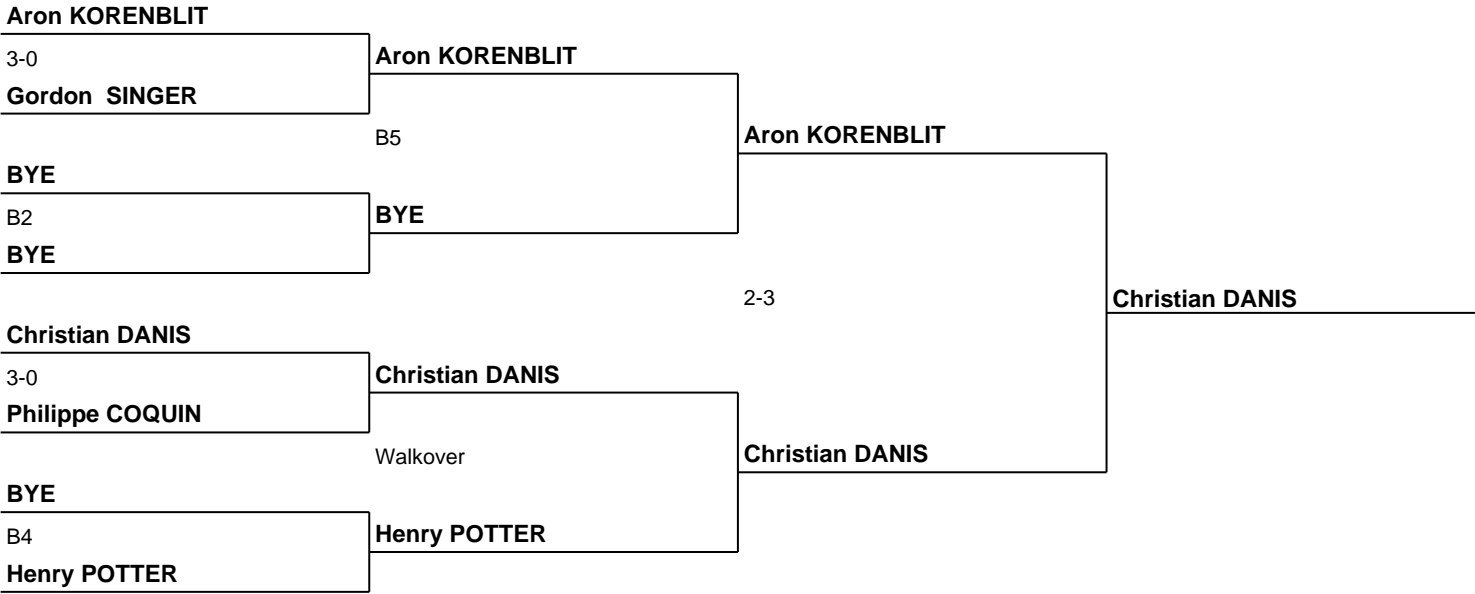 Aron KORENBLIT
3-0
Aron KORENBLIT
Gordon  SINGER
B5
Aron KORENBLIT
BYE
B2
BYE
BYE
2-3
Christian DANIS
Christian DANIS
3-0
Christian DANIS
Philippe COQUIN
Walkover
Christian DANIS
BYE
B4
Henry POTTER
Henry POTTER